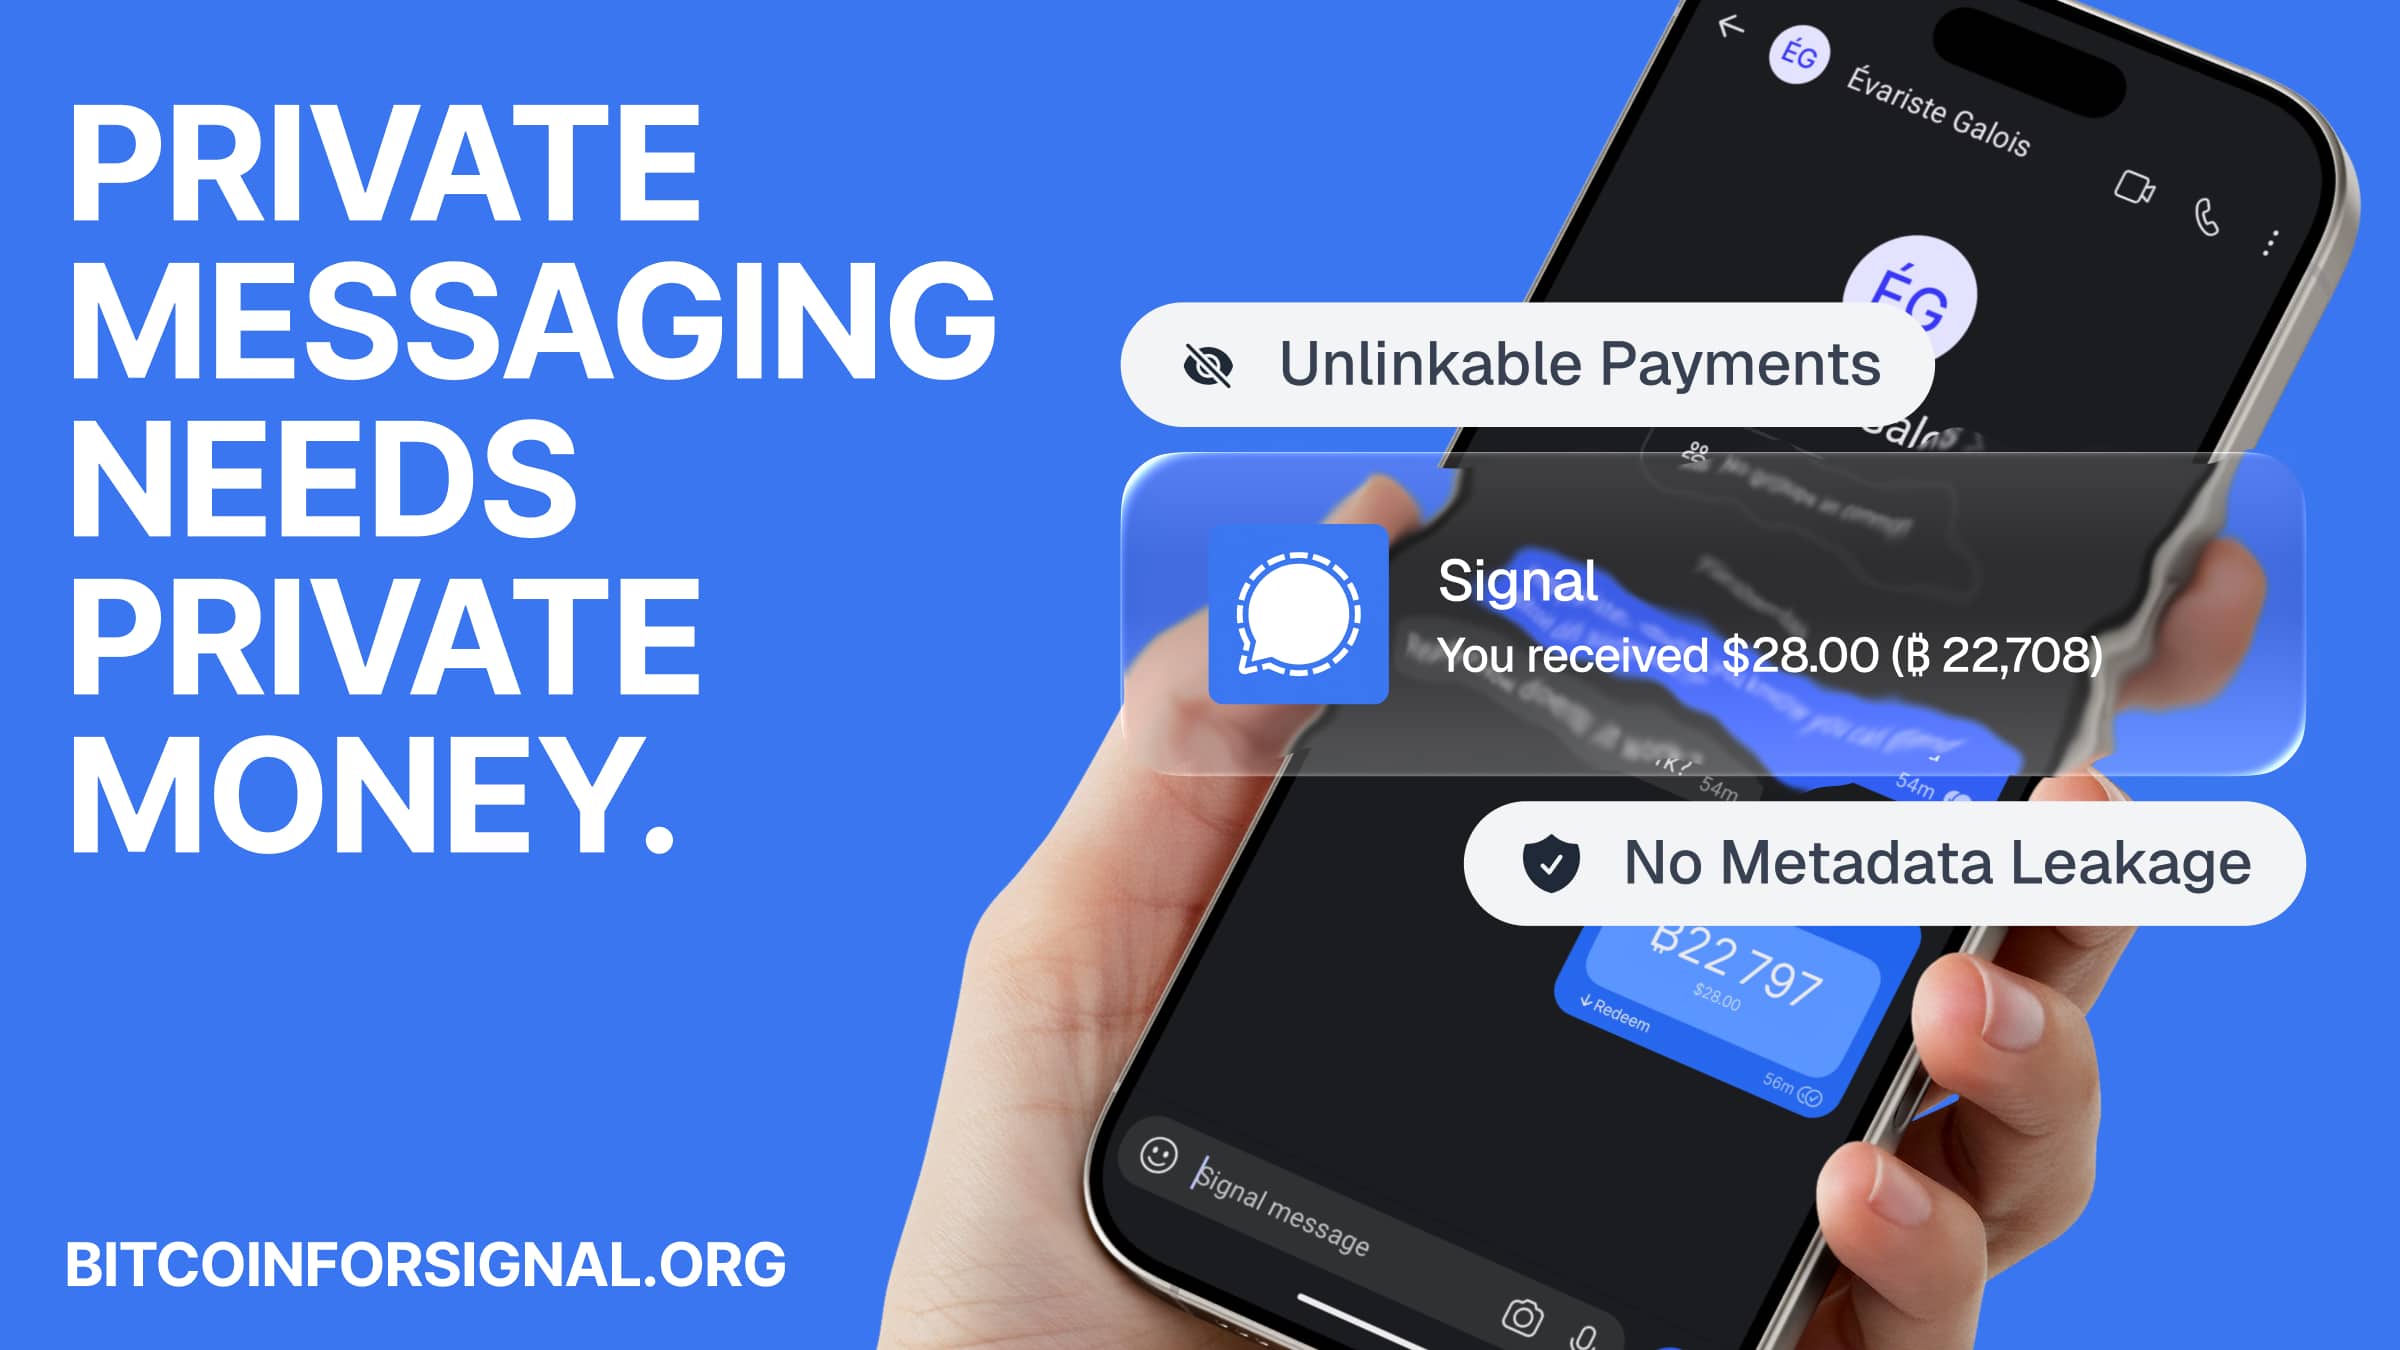 PRIVATE
MESSAGING
NEEDS
PRIVATE
MONEY.
BITCOINFORSIGNAL.ORG
ÉG
Évariste Galois
ÉG
Unlinkable Payments
Signal
You received $28.00 (₿ 22,708)
54m
54m
No Metadata Leakage
₿22 797
$28.00
Redeem
56m
Signal message